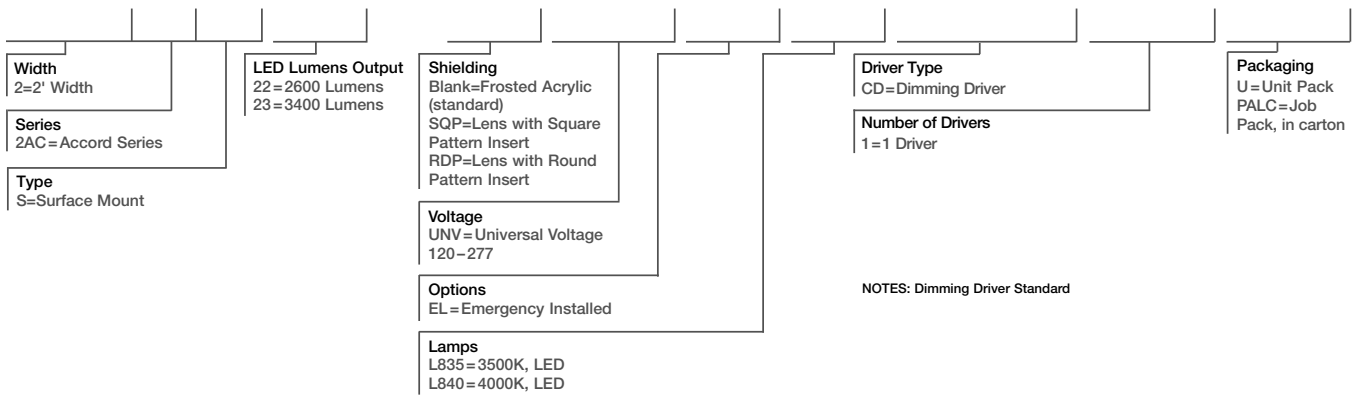 Width
2=2' Width
Series
2AC=Accord Series
Type
S=Surface Mount
LED Lumens Output
22=2600 Lumens
23=3400 Lumens
Shielding
Blank=Frosted Acrylic
(standard)
SQP=Lens with Square
Pattern Insert
RDP=Lens with Round
Pattern Insert
Voltage
UNV=Universal Voltage
120–277
Options
EL=Emergency Installed
Lamps
L835=3500K, LED
L840=4000K, LED
Driver Type
CD=Dimming Driver
Number of Drivers
1=1 Driver
NOTES: Dimming Driver Standard
Packaging
U=Unit Pack
PALC=Job
Pack, in carton